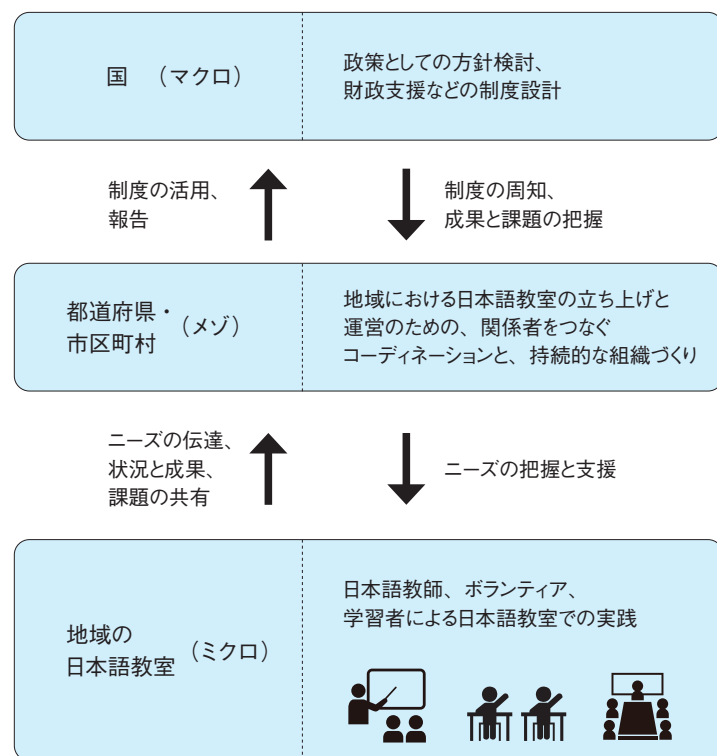 国 (マクロ)
政策としての方針検討、
財政支援などの制度設計
制度の活用、
報告
制度の周知、
成果と課題の把握
都道府県・
市区町村
(メゾ)
地域における日本語教室の立ち上げと
運営のための、関係者をつなぐ
コーディネーションと、持続的な組織づくり
ニーズの伝達、
状況と成果、
課題の共有
ニーズの把握と支援
地域の
日本語教室
(ミクロ)
日本語教師、ボランティア、
学習者による日本語教室での実践